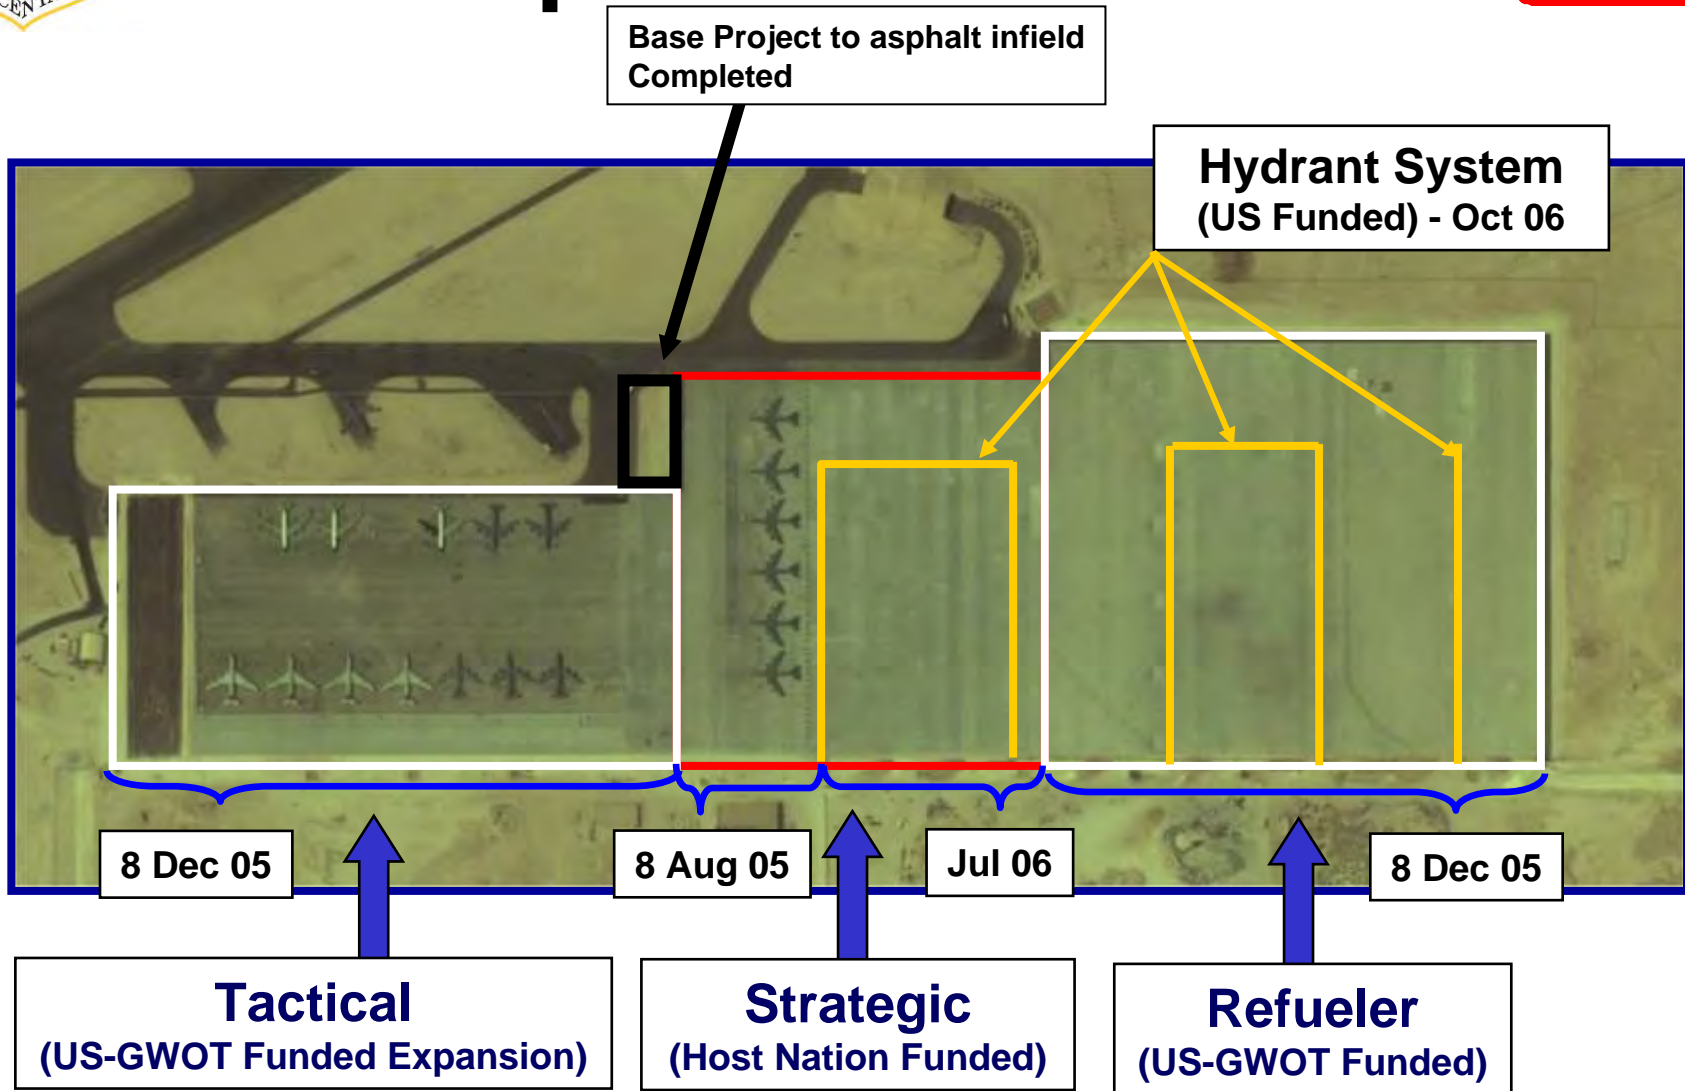 Base Project to asphalt infield
Completed
Hydrant System
(US Funded) - Oct 06
8 Dec 05
8 Aug 05
Jul 06
8 Dec 05
Tactical
(US-GWOT Funded Expansion)
Strategic
(Host Nation Funded)
Refueler
(US-GWOT Funded)